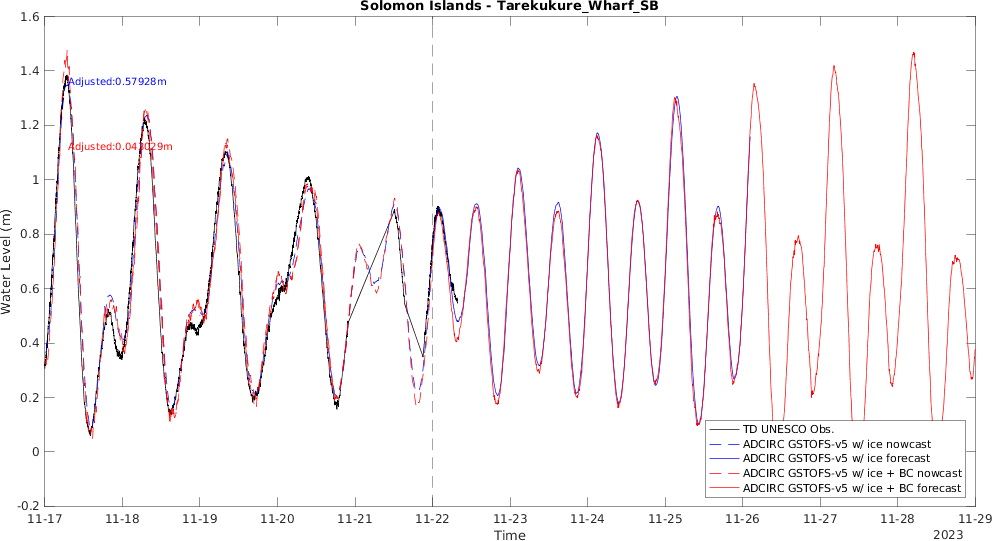 Solomon Islands - Tarekukure_Wharf_SB
1.6
1.4
1.2
1
0.8
0.6
0.4
0.2
0
-0.2
Water Level (m)
Adjusted:0.57928m
TD UNESCO Obs.
ADCIRC GSTOFS-v5 w/ ice nowcast
ADCIRC GSTOFS-v5 w/ ice forecast
ADCIRC GSTOFS-v5 w/ ice + BC nowcast
ADCIRC GSTOFS-v5 w/ ice + BC forecast
11-17 11-18 11-19 11-20 11-21 11-22 11-23 11-24 11-25 11-26 11-27 11-28 11-29
Time
2023